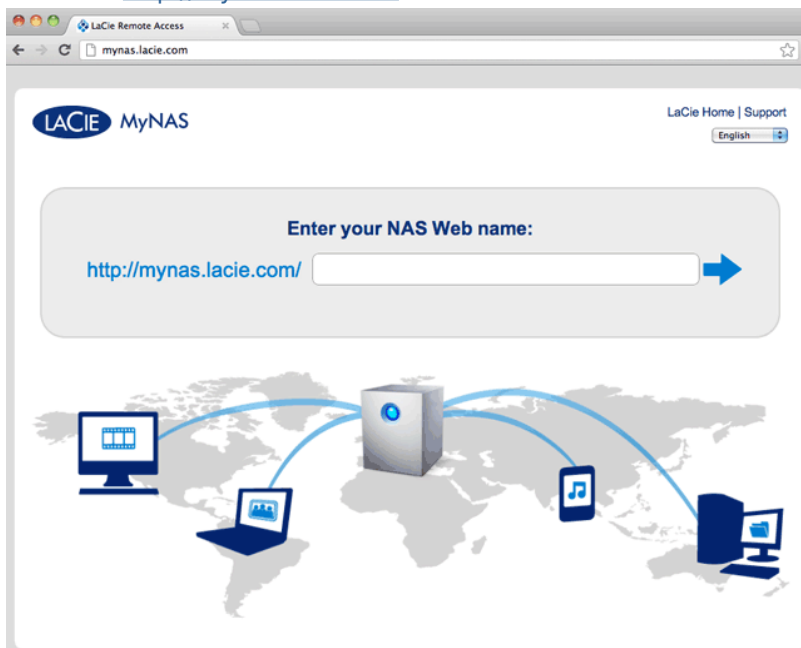 LaCie Remote Access
mynas.lacie.com
LACIE MyNAS
LaCie Home | Support
English
Enter your NAS Web name:
http://mynas.lacie.com/